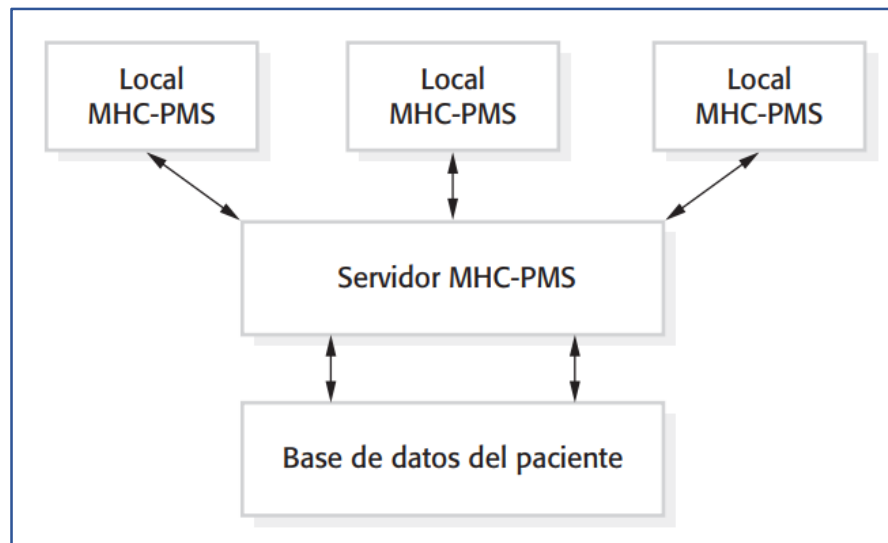 Local
MHC-PMS
Local
MHC-PMS
Local
MHC-PMS
Servidor MHC-PMS
Base de datos del paciente